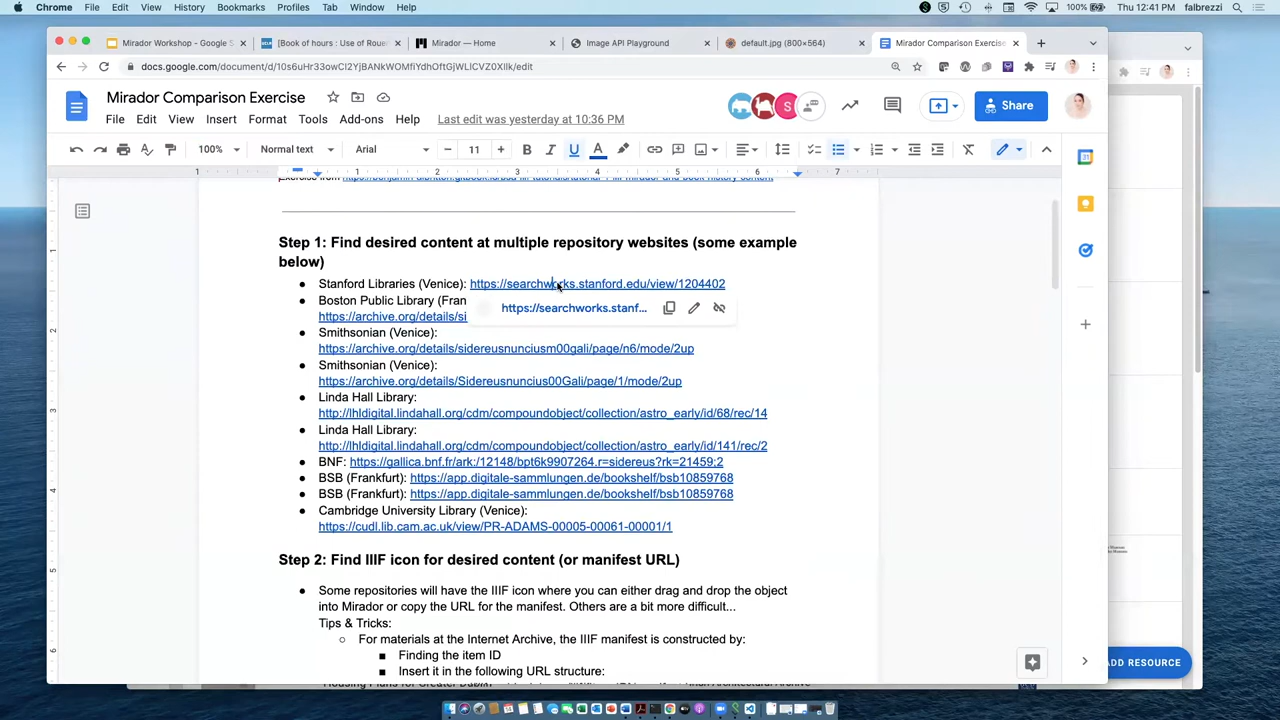 Chrome File Edit View History Bookmarks Profiles Tab Window Help 100% Thu 12:41 PM falbrezzi
Mirador Workshop - Google S [Book of hours : Use of Roue Mirador — Home Image API Playground default.jpg (800×564) Mirador Comparison Exercise
docs.google.com/document/d/10s6uHr33owCl2YjBANkWOMfiYdhOftGjWLlCVZ0XIlk/edit
Mirador Comparison Exercise
S
Share
File Edit View Insert Format Tools Add-ons Help Last edit was yesterday at 10:36 PM
100% Normal text Arial 11 B I U A
1 1 2 3 4 5 6 7
Step 1: Find desired content at multiple repository websites (some example
below)
Stanford Libraries (Venice): https://searchworks.stanford.edu/view/1204402
Boston Public Library (Fran
https://searchworks.stanf...
https://archive.org/details/si
Smithsonian (Venice):
https://archive.org/details/sidereusnunciusm00gali/page/n6/mode/2up
Smithsonian (Venice):
https://archive.org/details/Sidereusnuncius00Gali/page/1/mode/2up
Linda Hall Library:
http://lhldigital.lindahall.org/cdm/compoundobject/collection/astro_early/id/68/rec/14
Linda Hall Library:
http://lhldigital.lindahall.org/cdm/compoundobject/collection/astro_early/id/141/rec/2
BNF: https://gallica.bnf.fr/ark:/12148/bpt6k9907264.r=sidereus?rk=21459;2
BSB (Frankfurt): https://app.digitale-sammlungen.de/bookshelf/bsb10859768
BSB (Frankfurt): https://app.digitale-sammlungen.de/bookshelf/bsb10859768
Cambridge University Library (Venice):
https://cudl.lib.cam.ac.uk/view/PR-ADAMS-00005-00061-00001/1
Step 2: Find IIIF icon for desired content (or manifest URL)
Some repositories will have the IIIF icon where you can either drag and drop the object
into Mirador or copy the URL for the manifest. Others are a bit more difficult...
Tips & Tricks:
For materials at the Internet Archive, the IIIF manifest is constructed by:
Finding the item ID
Insert it in the following URL structure:
ADD RESOURCE